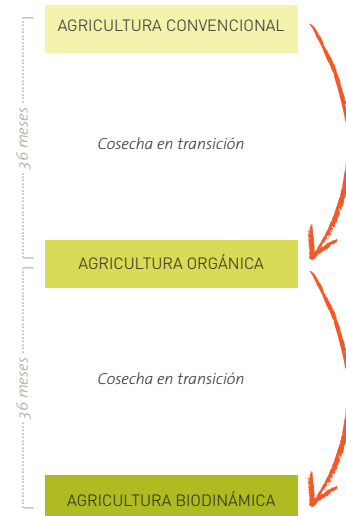 AGRICULTURA CONVENCIONAL
36 meses
Cosecha en transición
AGRICULTURA ORGÁNICA
36 meses
Cosecha en transición
AGRICULTURA BIODINÁMICA